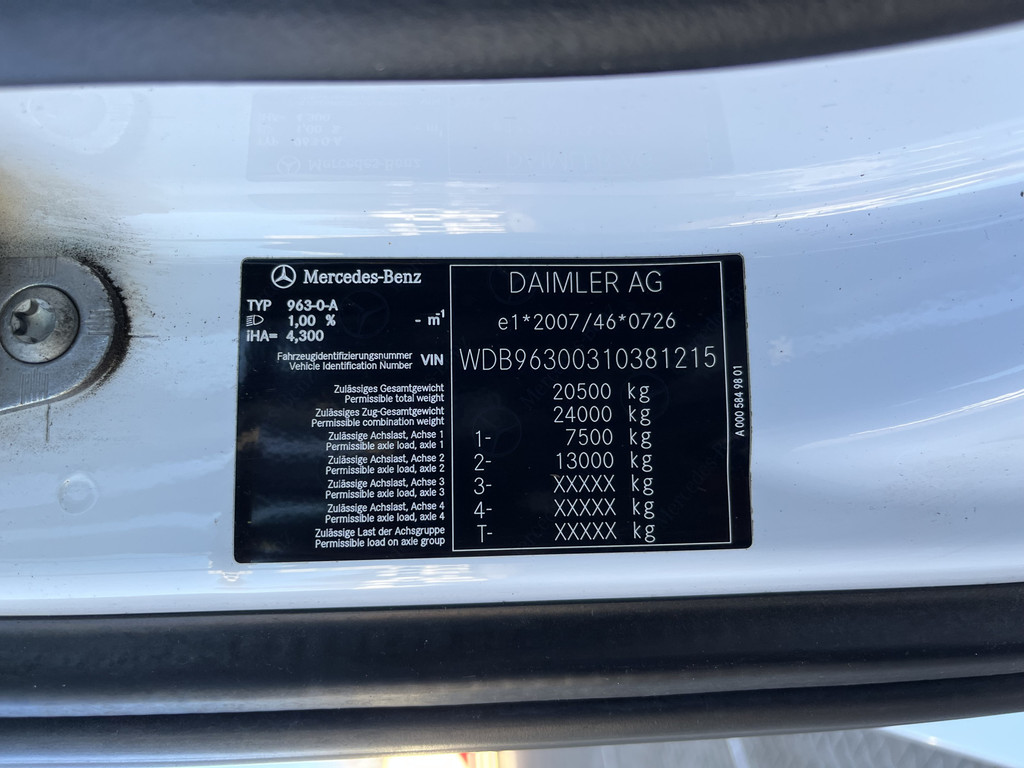 Mercedes-Benz
TYP 963-0-A
1,00 % - m-1
iHA= 4,300
Fahrzeugidentifizierungsnummer
Vehicle Identification Number VIN
Zulässiges Gesamtgewicht
Permissible total weight
Zulässiges Zug-Gesamtgewicht
Permissible combination weight
Zulässige Achslast, Achse 1
Permissible axle load, axle 1
Zulässige Achslast, Achse 2
Permissible axle load, axle 2
Zulässige Achslast, Achse 3
Permissible axle load, axle 3
Zulässige Achslast, Achse 4
Permissible axle load, axle 4
Zulässige Last der Achsgruppe
Permissible load on axle group
DAIMLER AG
e1*2007/46*0726
WDB96300310381215
20500 kg
24000 kg
1- 7500 kg
2- 13000 kg
3- XXXXX kg
4- XXXXX kg
T- XXXXX kg
A 000 584 98 01